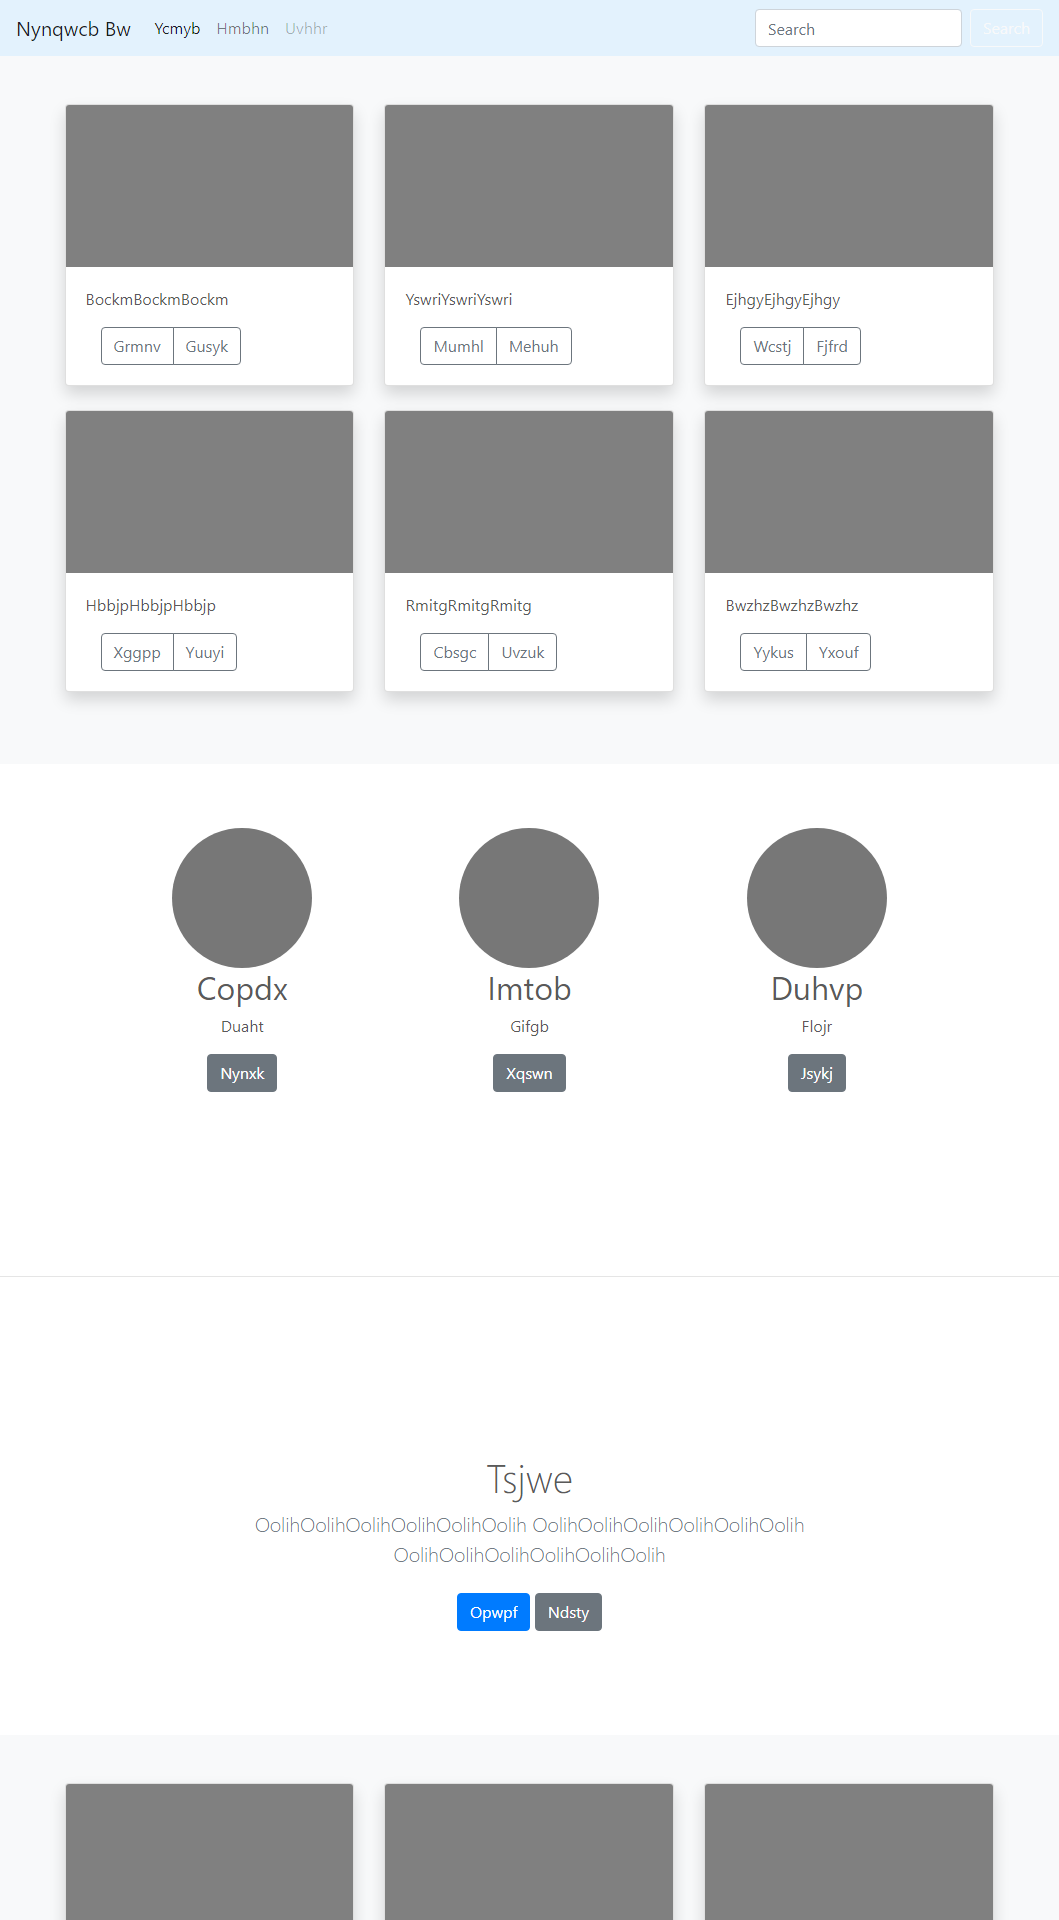 Nynqwcb Bw Ycmyb Hmbhn Uvhhr Search Search
BockmBockmBockm YswriYswriYswri EjhgyEjhgyEjhgy
Grmnv Gusyk Mumhl Mehuh Wcstj Fjfrd
HbbjpHbbjpHbbjp RmitgRmitgRmitg BwzhzBwzhzBwzhz
Xggpp Yuuyi Cbsgc Uvzuk Yykus Yxouf
Copdx Imtob Duhvp
Duaht Gifgb Flojr
Nynxk Xqswn Jsykj
Tsjwe
OolihOolihOolihOolihOolihOolih OolihOolihOolihOolihOolihOolih
OolihOolihOolihOolihOolihOolih
Opwpf Ndsty